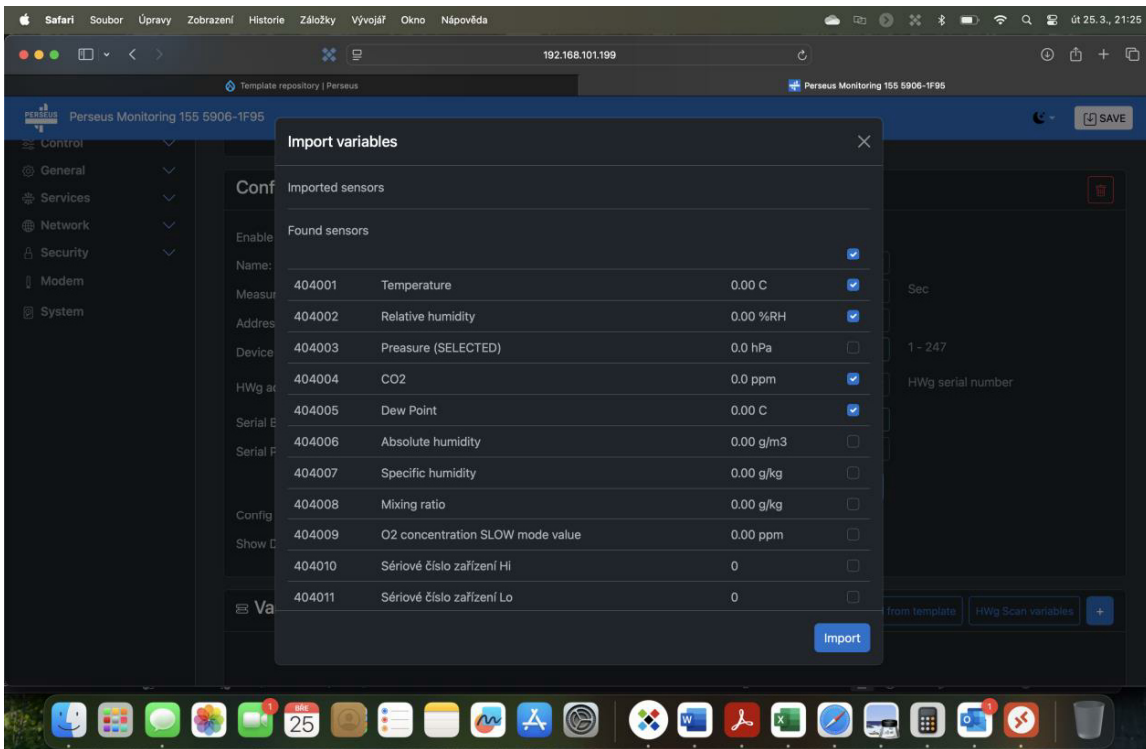 Safari Soubor Úpravy Zobrazení Historie Záložky Vývojář Okno Nápověda út 25.3., 21:25
192.168.101.199
Template repository | Perseus Perseus Monitoring 155 5906-1F95
PERSEUS Perseus Monitoring 155 5906-1F95 SAVE
Control
General
Services
Network
Security
Modem
System
Conf
Enable
Name:
Measur
Sec
Addres
Device
1 - 247
HWg ad
HWg serial number
Serial B
Serial P
Config
Show D
Va
from template HWg Scan variables +
Import variables
Imported sensors
Found sensors
404001 Temperature 0.00 C
404002 Relative humidity 0.00 %RH
404003 Preasure (SELECTED) 0.0 hPa
404004 CO2 0.0 ppm
404005 Dew Point 0.00 C
404006 Absolute humidity 0.00 g/m3
404007 Specific humidity 0.00 g/kg
404008 Mixing ratio 0.00 g/kg
404009 O2 concentration SLOW mode value 0.00 ppm
404010 Sériové číslo zařízení Hi 0
404011 Sériové číslo zařízení Lo 0
Import
1
BŘE
25
1